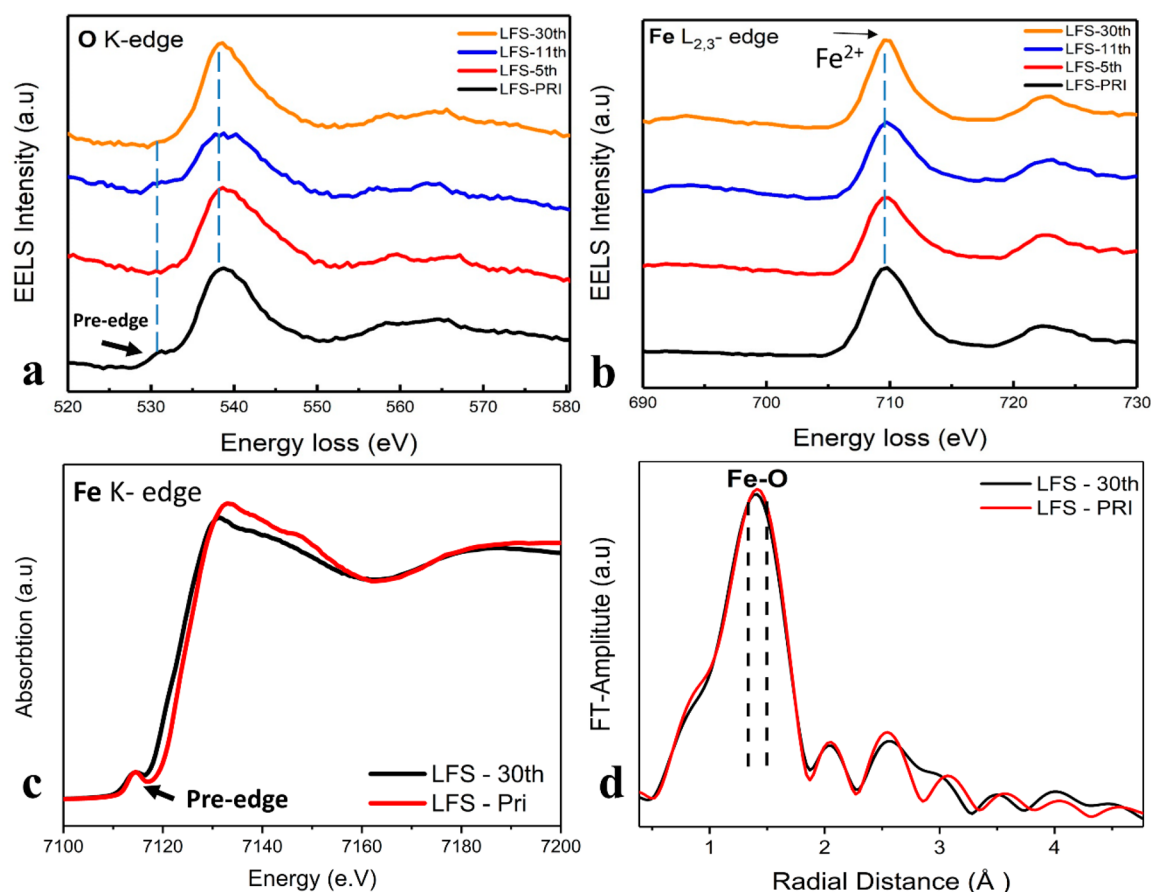 O K-edge
LFS-30th
LFS-11th
LFS-5th
LFS-PRI
Pre-edge
EELS Intensity (a.u)
a
520 530 540 550 560 570 580
Energy loss (eV)
Fe L2,3- edge
Fe2+
LFS-30th
LFS-11th
LFS-5th
LFS-PRI
EELS Intensity (a.u)
b
690 700 710 720 730
Energy loss (eV)
Fe K- edge
Absorbtion (a.u)
Pre-edge
LFS - 30th
LFS - Pri
c
7100 7120 7140 7160 7180 7200
Energy (e.V)
Fe-O
LFS - 30th
LFS - PRI
FT-Amplitude (a.u)
d
1 2 3 4
Radial Distance (Å)